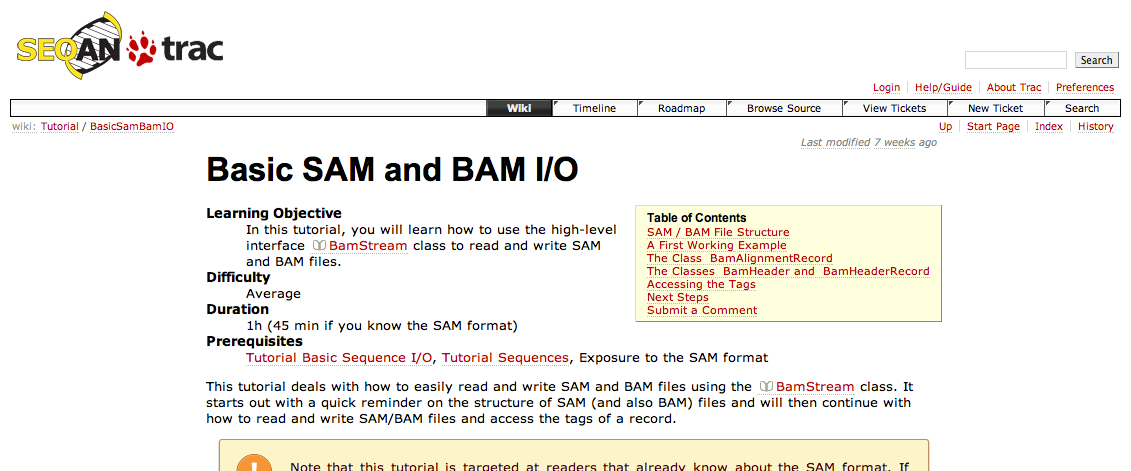 SEQAN trac
Search
Login Help/Guide About Trac Preferences
Wiki Timeline Roadmap Browse Source View Tickets New Ticket Search
wiki: Tutorial / BasicSamBamIO
Up Start Page Index History
Last modified 7 weeks ago
Basic SAM and BAM I/O
Learning Objective
In this tutorial, you will learn how to use the high-level
interface BamStream class to read and write SAM
and BAM files.
Difficulty
Average
Duration
1h (45 min if you know the SAM format)
Prerequisites
Tutorial Basic Sequence I/O, Tutorial Sequences, Exposure to the SAM format
Table of Contents
SAM / BAM File Structure
A First Working Example
The Class BamAlignmentRecord
The Classes BamHeader and BamHeaderRecord
Accessing the Tags
Next Steps
Submit a Comment
This tutorial deals with how to easily read and write SAM and BAM files using the BamStream class. It
starts out with a quick reminder on the structure of SAM (and also BAM) files and will then continue with
how to read and write SAM/BAM files and access the tags of a record.
Note that this tutorial is targeted at readers that already know about the SAM format. If